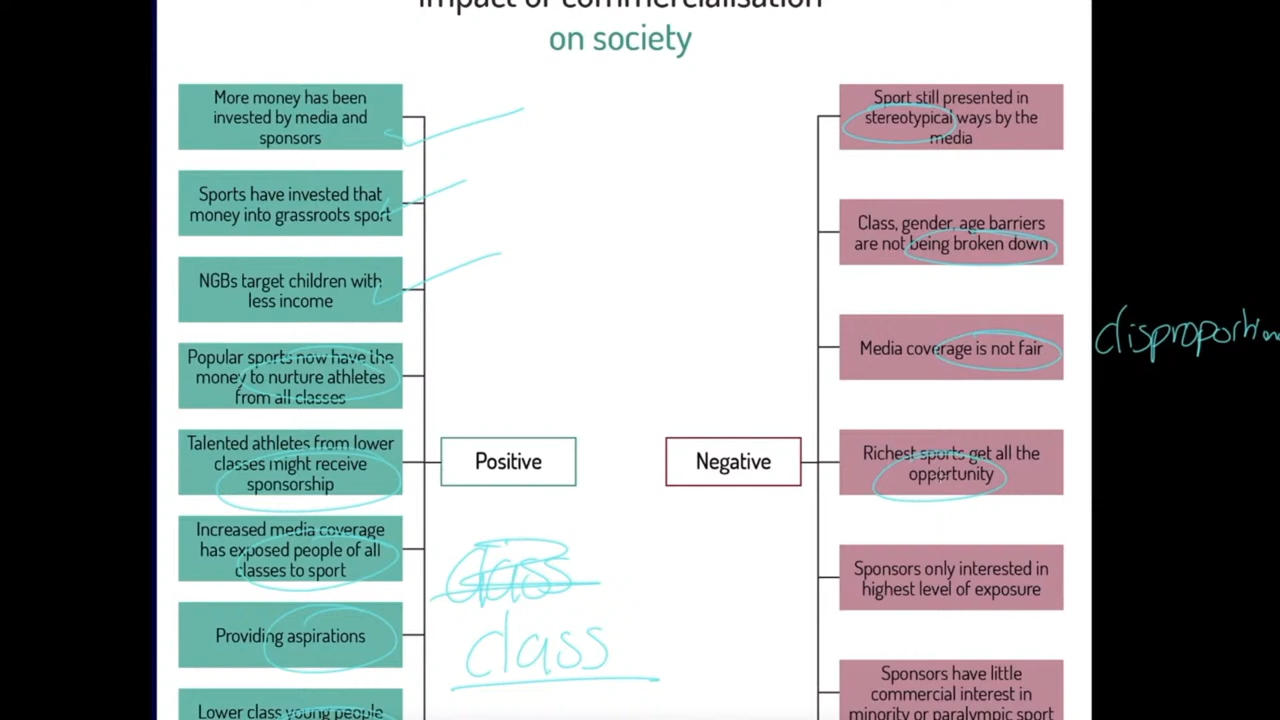 impact of commercialisation
on society
More money has been
invested by media and
sponsors
Sports have invested that
money into grassroots sport
NGBs target children with
less income
Popular sports now have the
money to nurture athletes
from all classes
Talented athletes from lower
classes might receive
sponsorship
Increased media coverage
has exposed people of all
classes to sport
Providing aspirations
Lower class young people
Positive
class
class
Negative
Sport still presented in
stereotypical ways by the
media
Class, gender, age barriers
are not being broken down
Media coverage is not fair
Richest sports get all the
opportunity
Sponsors only interested in
highest level of exposure
Sponsors have little
commercial interest in
minority or paralympic sport
disproportion